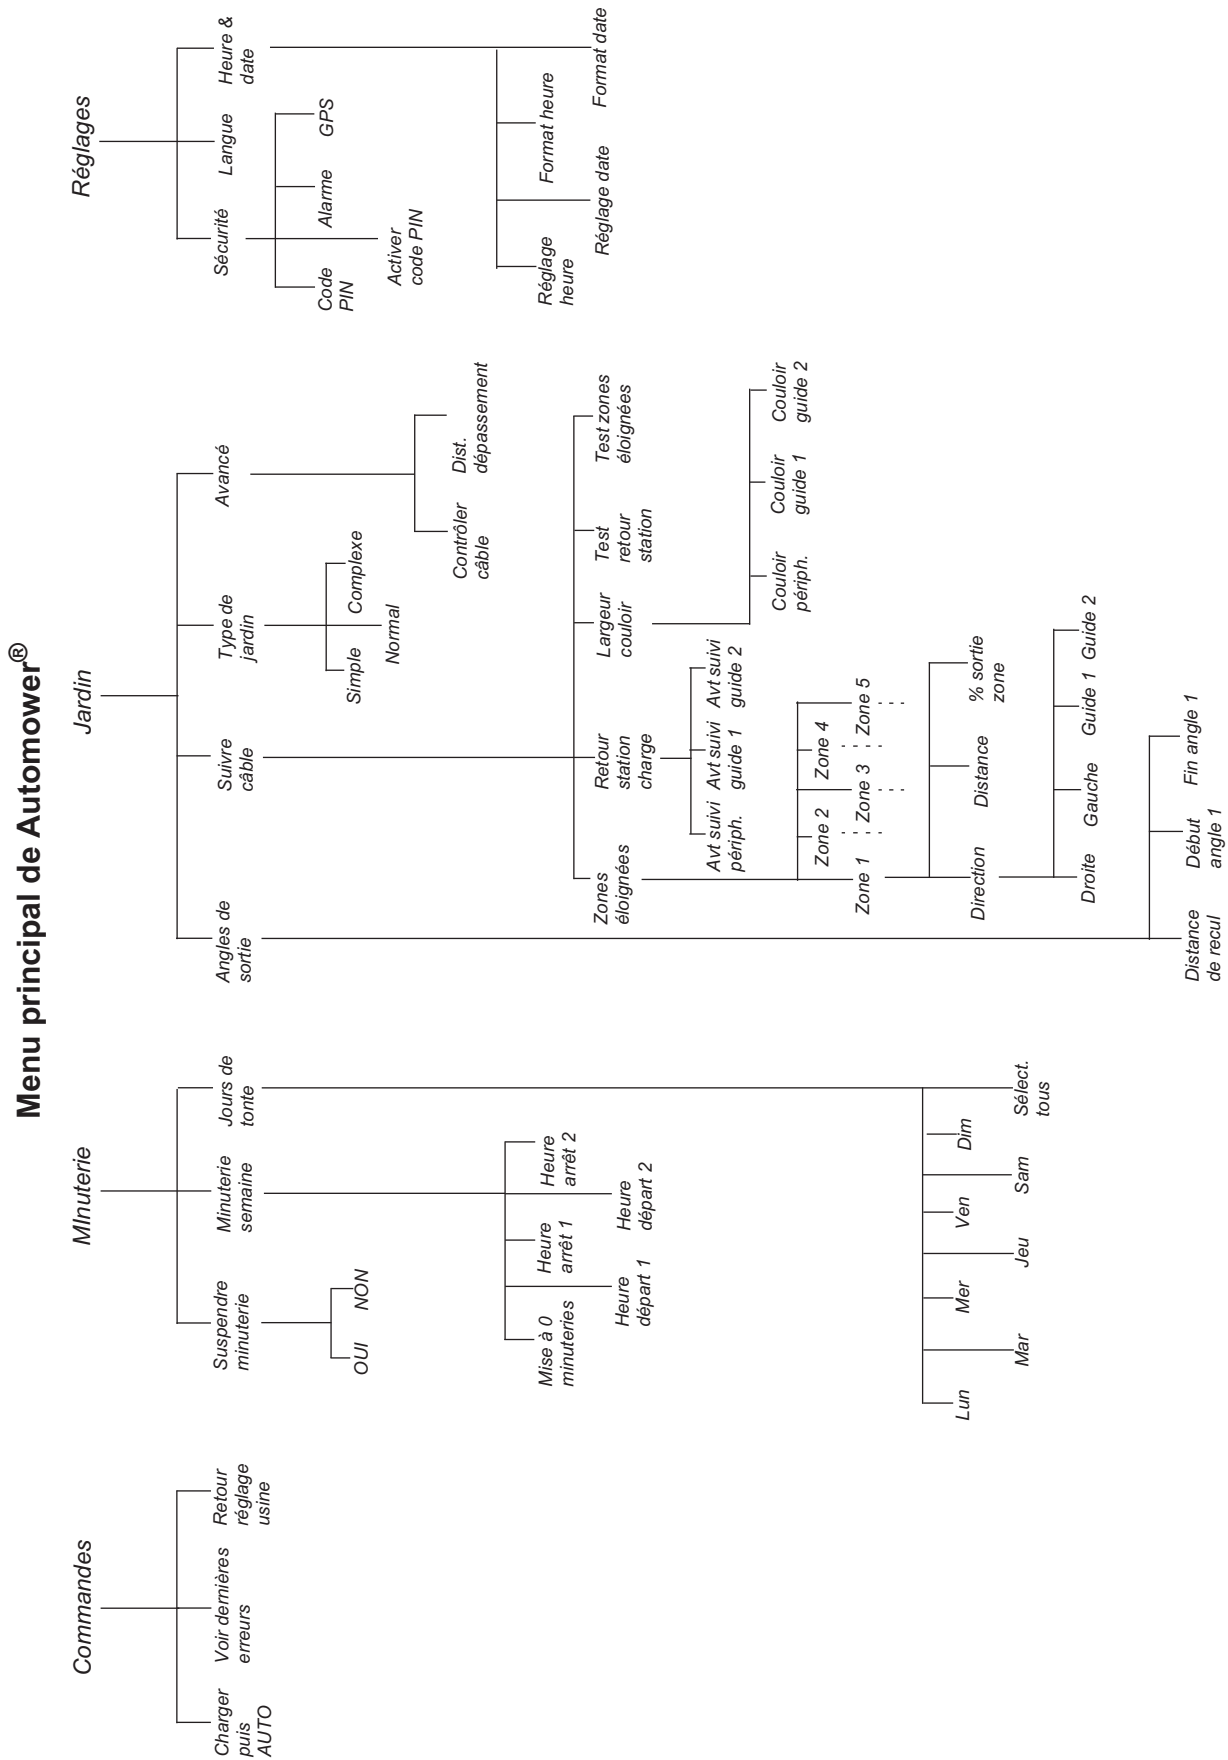 Menu principal de Automower®
Commandes
Charger
puis
AUTO
Voir dernières
erreurs
Retour
réglage
usine
MInuterie
Suspendre
minuterie
OUI
NON
Minuterie
semaine
Mise à 0
minuteries
Heure
départ 1
Heure
arrêt 1
Heure
départ 2
Heure
arrêt 2
Jours de
tonte
Lun
Mar
Mer
Jeu
Ven
Sam
Dim
Sélect.
tous
Jardin
Angles de
sortie
Distance
de recul
Début
angle 1
Fin angle 1
Suivre
câble
Zones
éloignées
Zone 1
Zone 2
Zone 3
Zone 4
Zone 5
Direction
Distance
% sortie
zone
Droite
Gauche
Guide 1
Guide 2
Retour
station
charge
Avt suivi
périph.
Avt suivi
guide 1
Avt suivi
guide 2
Largeur
couloir
Couloir
périph.
Couloir
guide 1
Couloir
guide 2
Test
retour
station
Test zones
éloignées
Type de
jardin
Simple
Normal
Complexe
Avancé
Contrôler
câble
Dist.
dépassement
Réglages
Sécurité
Code
PIN
Activer
code PIN
Alarme
GPS
Langue
Heure &
date
Réglage
heure
Réglage date
Format heure
Format date